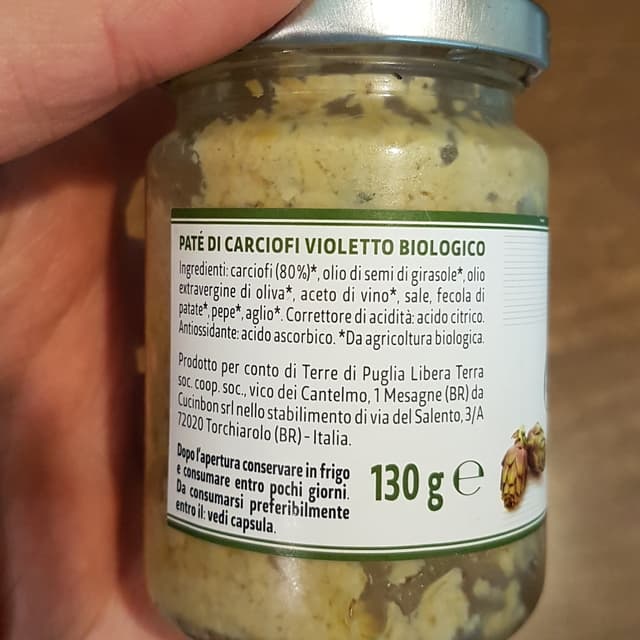 PATÉ DI CARCIOFI VIOLETTO BIOLOGICO
Ingredienti: carciofi (80%)*, olio di semi di girasole*, olio
extravergine di oliva*, aceto di vino*, sale, fecola di
patate*, pepe*, aglio*. Correttore di acidità: acido citrico.
Antiossidante: acido ascorbico. *Da agricoltura biologica.
Prodotto per conto di Terre di Puglia Libera Terra
soc. coop. soc., vico dei Cantelmo, 1 Mesagne (BR) da
Cucinbon srl nello stabilimento di via del Salento, 3/A
72020 Torchiarolo (BR) - Italia.
Dopo l'apertura conservare in frigo
e consumare entro pochi giorni.
Da consumarsi preferibilmente
entro il: vedi capsula.
130 g ℮